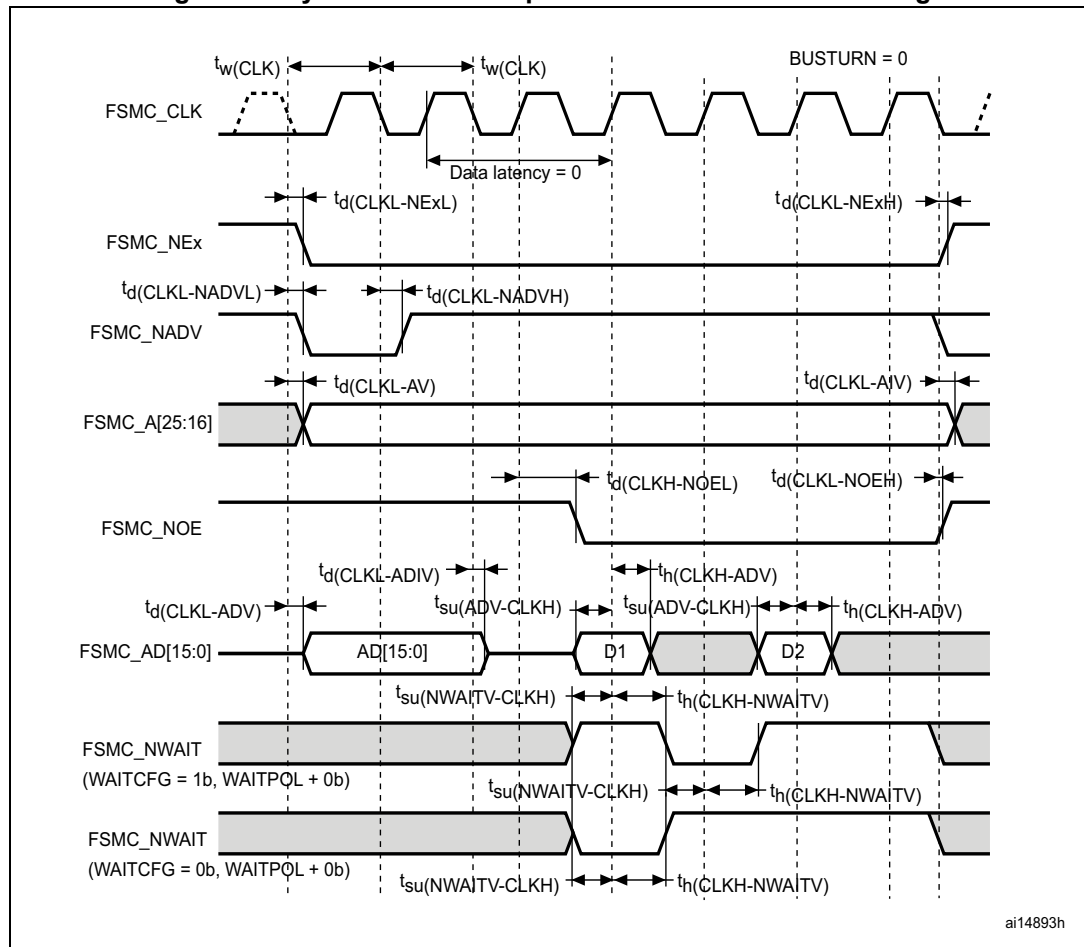 tw(CLK) tw(CLK) BUSTURN = 0
FSMC_CLK
Data latency = 0
td(CLKL-NExL) td(CLKL-NExH)
FSMC_NEx
td(CLKL-NADVL) td(CLKL-NADVH)
FSMC_NADV
td(CLKL-AV) td(CLKL-AIV)
FSMC_A[25:16]
td(CLKH-NOEL) td(CLKL-NOEH)
FSMC_NOE
td(CLKL-ADIV) th(CLKH-ADV)
td(CLKL-ADV) tsu(ADV-CLKH) tsu(ADV-CLKH) th(CLKH-ADV)
FSMC_AD[15:0] AD[15:0] D1 D2
tsu(NWAITV-CLKH) th(CLKH-NWAITV)
FSMC_NWAIT
(WAITCFG = 1b, WAITPOL + 0b)
tsu(NWAITV-CLKH) th(CLKH-NWAITV)
FSMC_NWAIT
(WAITCFG = 0b, WAITPOL + 0b)
tsu(NWAITV-CLKH) th(CLKH-NWAITV)
ai14893h